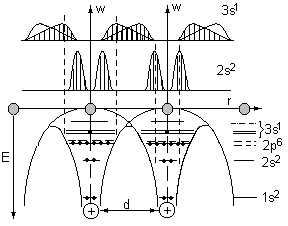 w w 3s¹
2s²
r
3s¹
2p⁶
E d 2s²
1s²
+ +